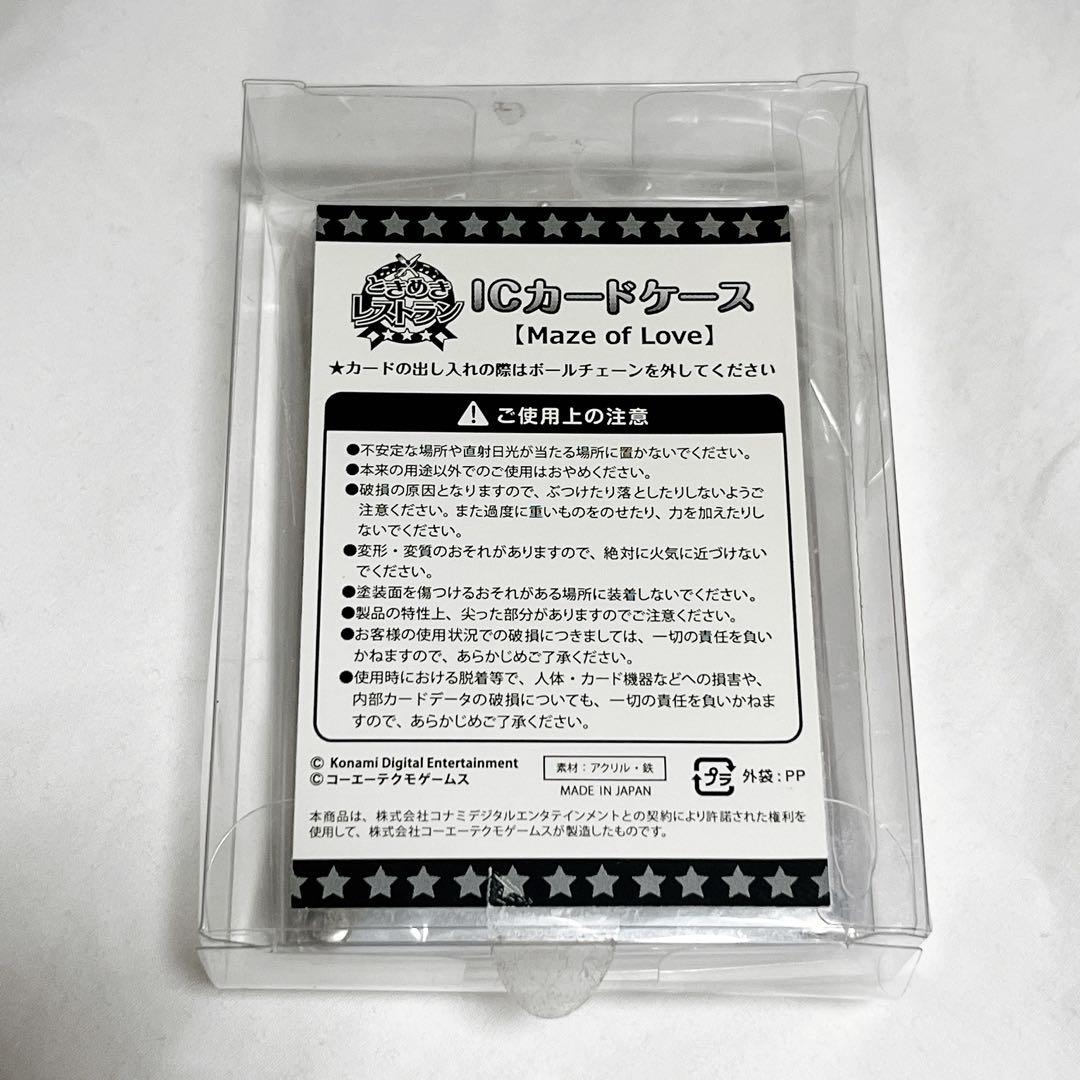 ときめき
レストラン
ICカードケース
【Maze of Love】
★カードの出し入れの際はボールチェーンを外してください
ご使用上の注意
●不安定な場所や直射日光が当たる場所に置かないでください。
●本来の用途以外でのご使用はおやめください。
●破損の原因となりますので、ぶつけたり落としたりしないようご
注意ください。また過度に重いものをのせたり、力を加えたりし
ないでください。
●変形・変質のおそれがありますので、絶対に火気に近づけない
でください。
●塗装面を傷つけるおそれがある場所に装着しないでください。
●製品の特性上、尖った部分がありますのでご注意ください。
●お客様の使用状況での破損につきましては、一切の責任を負い
かねますので、あらかじめご了承ください。
●使用時における脱着等で、人体・カード機器などへの損害や、
内部カードデータの破損についても、一切の責任を負いかねま
すので、あらかじめご了承ください。
© Konami Digital Entertainment
©コーエーテクモゲームス
素材：アクリル・鉄
MADE IN JAPAN
プラ
外袋：PP
本商品は、株式会社コナミデジタルエンタテインメントとの契約により許諾された権利を
使用して、株式会社コーエーテクモゲームスが製造したものです。